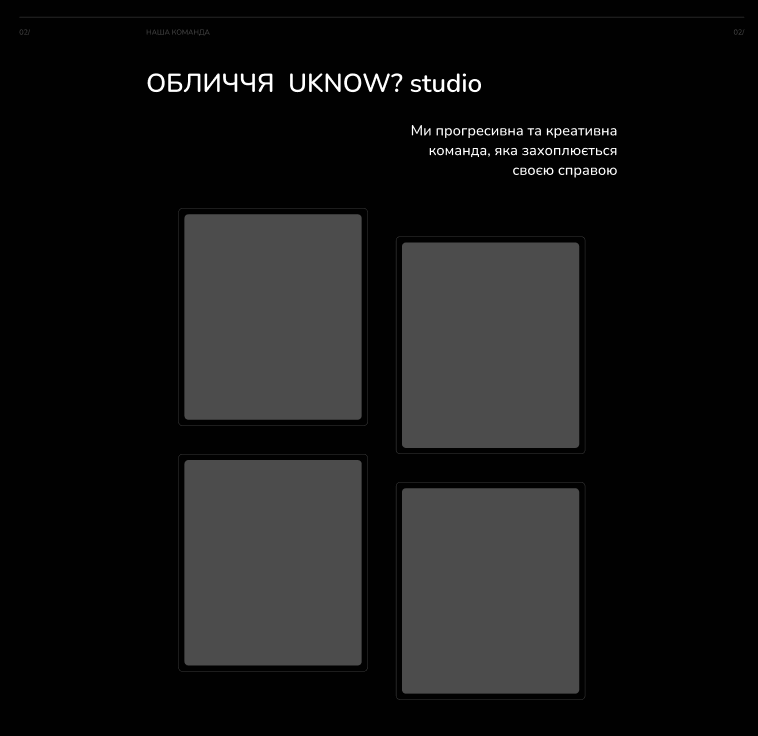 02/ НАША КОМАНДА 02/
ОБЛИЧЧЯ UKNOW? studio
Ми прогресивна та креативна
команда, яка захоплюється
своєю справою